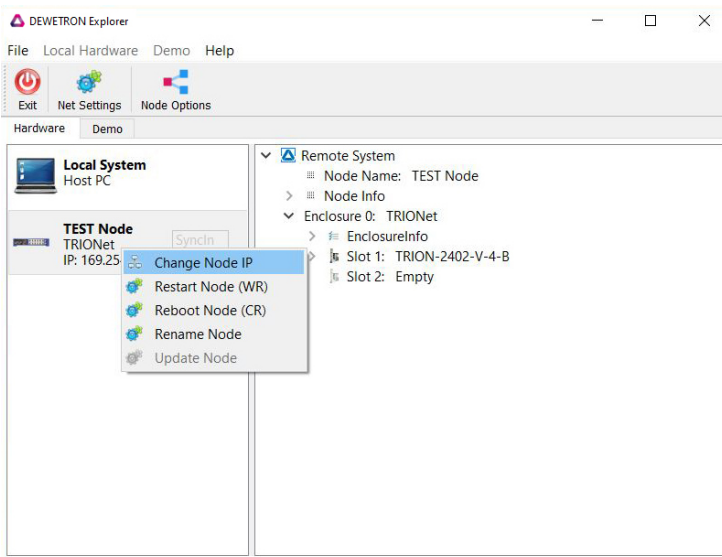 DEWETRON Explorer
File Local Hardware Demo Help
Exit Net Settings Node Options
Hardware Demo
Local System
Host PC
TEST Node
TRIONet
SyncIn
IP: 169.25
Change Node IP
Restart Node (WR)
Reboot Node (CR)
Rename Node
Update Node
Remote System
Node Name: TEST Node
Node Info
Enclosure 0: TRIONet
EnclosureInfo
Slot 1: TRION-2402-V-4-B
Slot 2: Empty